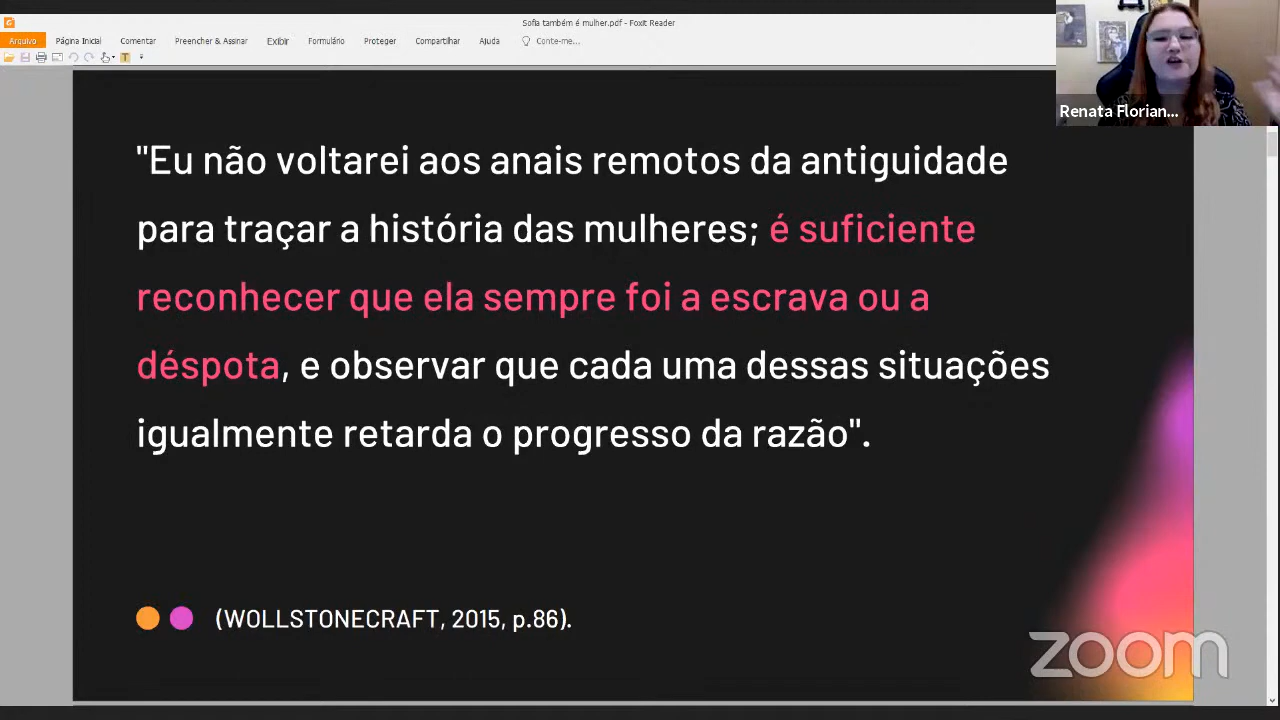 Sofia também é mulher.pdf - Foxit Reader
Arquivo Página Inicial Comentar Preencher & Assinar Exibir Formulário Proteger Compartilhar Ajuda Conte-me...
Renata Florian...
"Eu não voltarei aos anais remotos da antiguidade
para traçar a história das mulheres; é suficiente
reconhecer que ela sempre foi a escrava ou a
déspota, e observar que cada uma dessas situações
igualmente retarda o progresso da razão".
(WOLLSTONECRAFT, 2015, p.86).
zoom